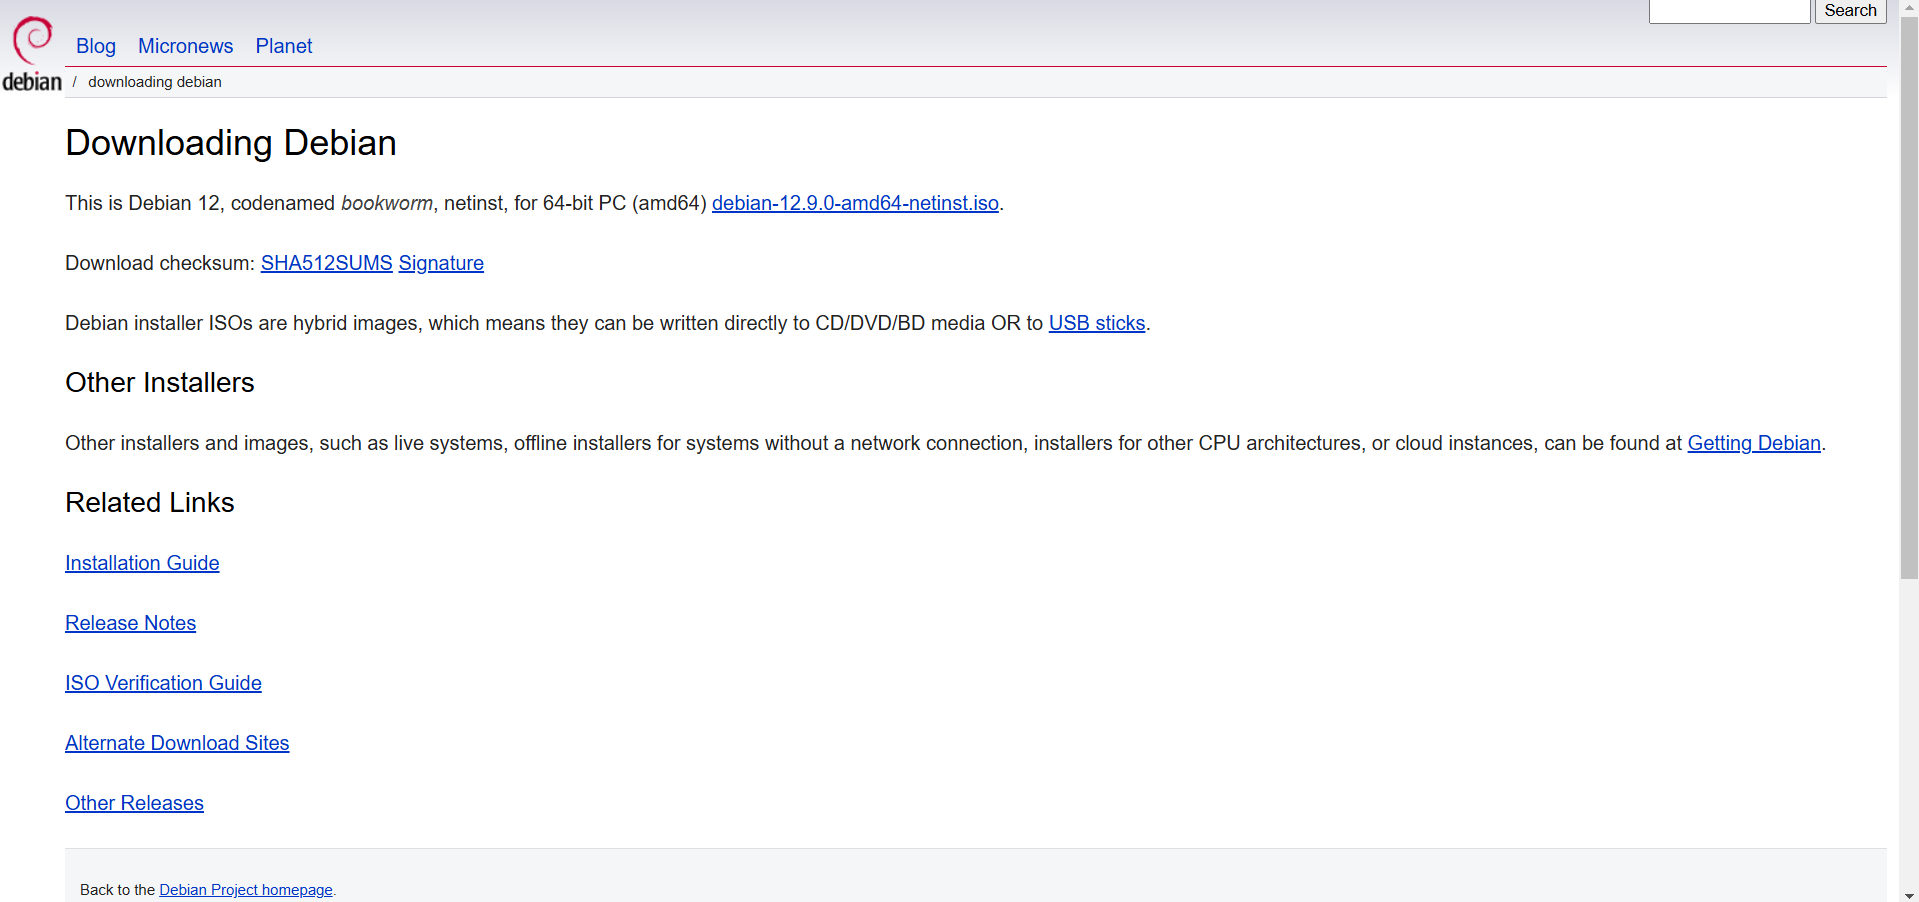 Search
Blog Micronews Planet
debian / downloading debian
Downloading Debian
This is Debian 12, codenamed bookworm, netinst, for 64-bit PC (amd64) debian-12.9.0-amd64-netinst.iso.
Download checksum: SHA512SUMS Signature
Debian installer ISOs are hybrid images, which means they can be written directly to CD/DVD/BD media OR to USB sticks.
Other Installers
Other installers and images, such as live systems, offline installers for systems without a network connection, installers for other CPU architectures, or cloud instances, can be found at Getting Debian.
Related Links
Installation Guide
Release Notes
ISO Verification Guide
Alternate Download Sites
Other Releases
Back to the Debian Project homepage.